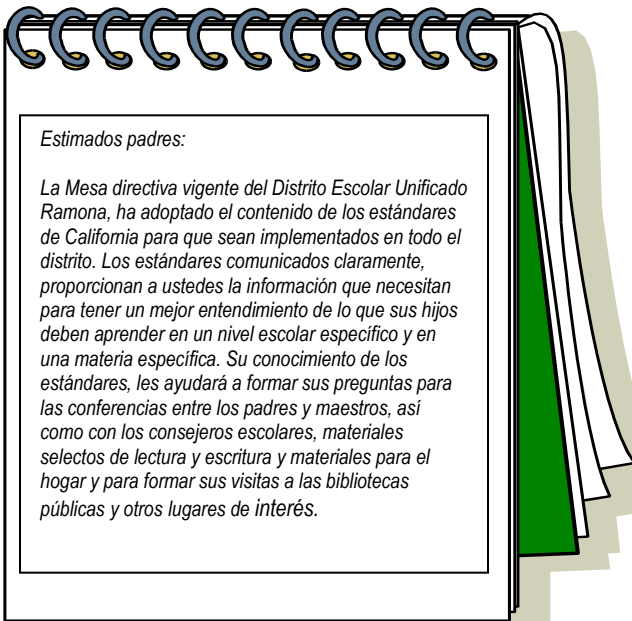 Estimados padres:
La Mesa directiva vigente del Distrito Escolar Unificado
Ramona, ha adoptado el contenido de los estándares
de California para que sean implementados en todo el
distrito. Los estándares comunicados claramente,
proporcionan a ustedes la información que necesitan
para tener un mejor entendimiento de lo que sus hijos
deben aprender en un nivel escolar específico y en
una materia específica. Su conocimiento de los
estándares, les ayudará a formar sus preguntas para
las conferencias entre los padres y maestros, así
como con los consejeros escolares, materiales
selectos de lectura y escritura y materiales para el
hogar y para formar sus visitas a las bibliotecas
públicas y otros lugares de interés.